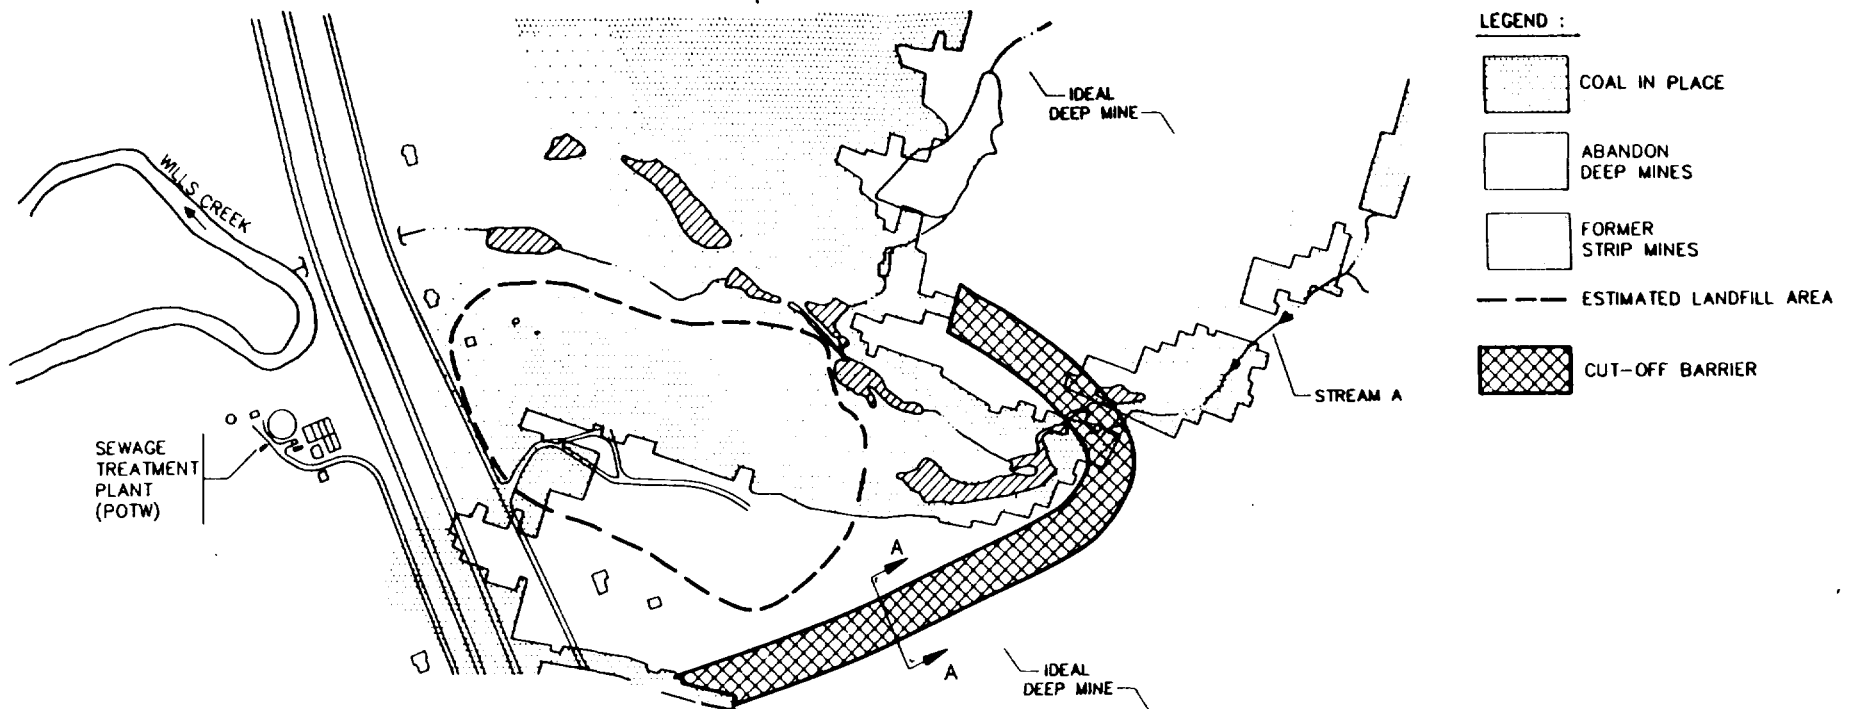 LEGEND :
COAL IN PLACE
ABANDON
DEEP MINES
FORMER
STRIP MINES
ESTIMATED LANDFILL AREA
CUT-OFF BARRIER
IDEAL
DEEP MINE
WILLS CREEK
STREAM A
SEWAGE
TREATMENT
PLANT
(POTW)
A
A
IDEAL
DEEP MINE